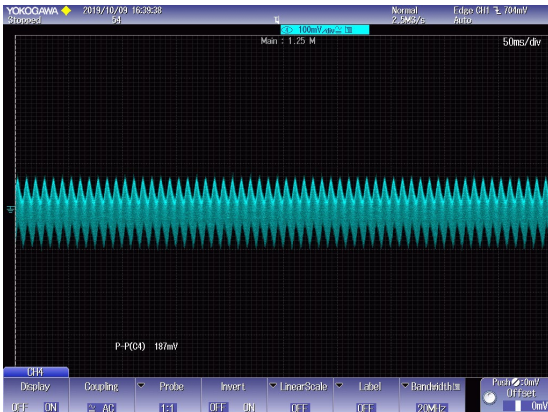 YOKOGAWA 2019/10/09 16:39:38 Normal Edge CH1 704mV
Stopped 54 2.5MS/s Auto
100mV/div
Main : 1.25 M 50ms/div
P-P(C4) 187mV
CH4
Display Coupling Probe Invert LinearScale Label Bandwidth Push :0mV
Offset
OFF ON AC 1:1 OFF ON OFF OFF 20MHz 0mV